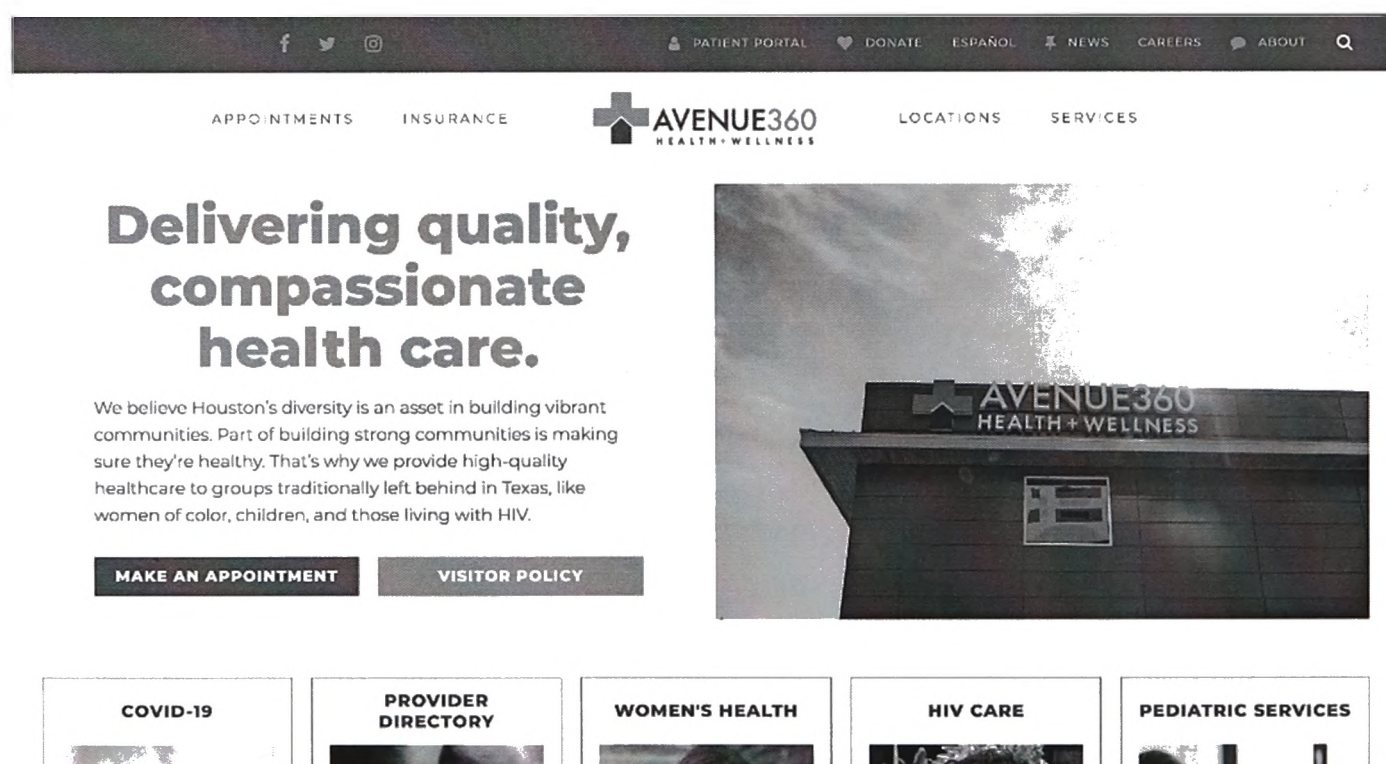 PATIENT PORTAL DONATE ESPAÑOL NEWS CAREERS ABOUT
APPOINTMENTS INSURANCE AVENUE360 LOCATIONS SERVICES
HEALTH+WELLNESS
Delivering quality,
compassionate
health care.
We believe Houston's diversity is an asset in building vibrant
communities. Part of building strong communities is making
sure they're healthy. That's why we provide high-quality
healthcare to groups traditionally left behind in Texas, like
women of color, children, and those living with HIV.
MAKE AN APPOINTMENT VISITOR POLICY
AVENUE360
HEALTH+WELLNESS
COVID-19
PROVIDER
DIRECTORY
WOMEN'S HEALTH
HIV CARE
PEDIATRIC SERVICES